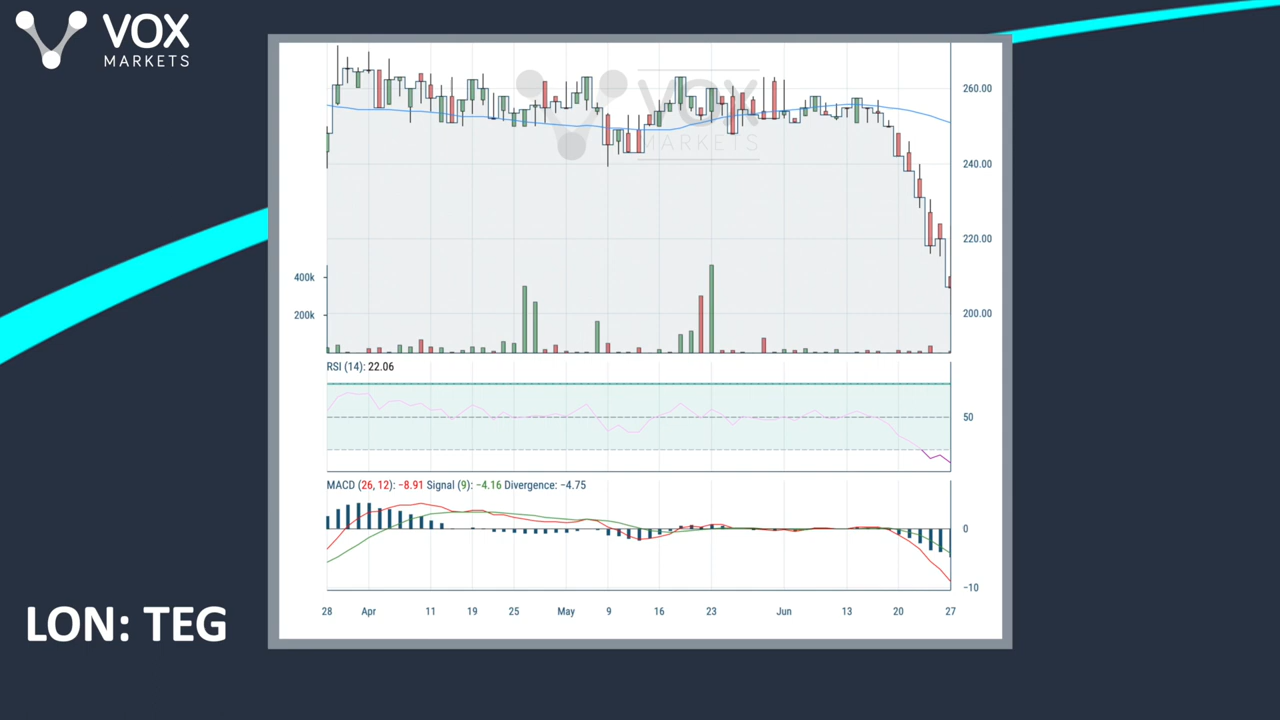 VOX
MARKETS
VOX
MARKETS
260.00
240.00
220.00
400k
200k
200.00
RSI (14): 22.06
50
MACD (26, 12): −8.91 Signal (9): −4.16 Divergence: −4.75
0
−10
28 Apr 11 19 25 May 9 16 23 Jun 13 20 27
LON: TEG